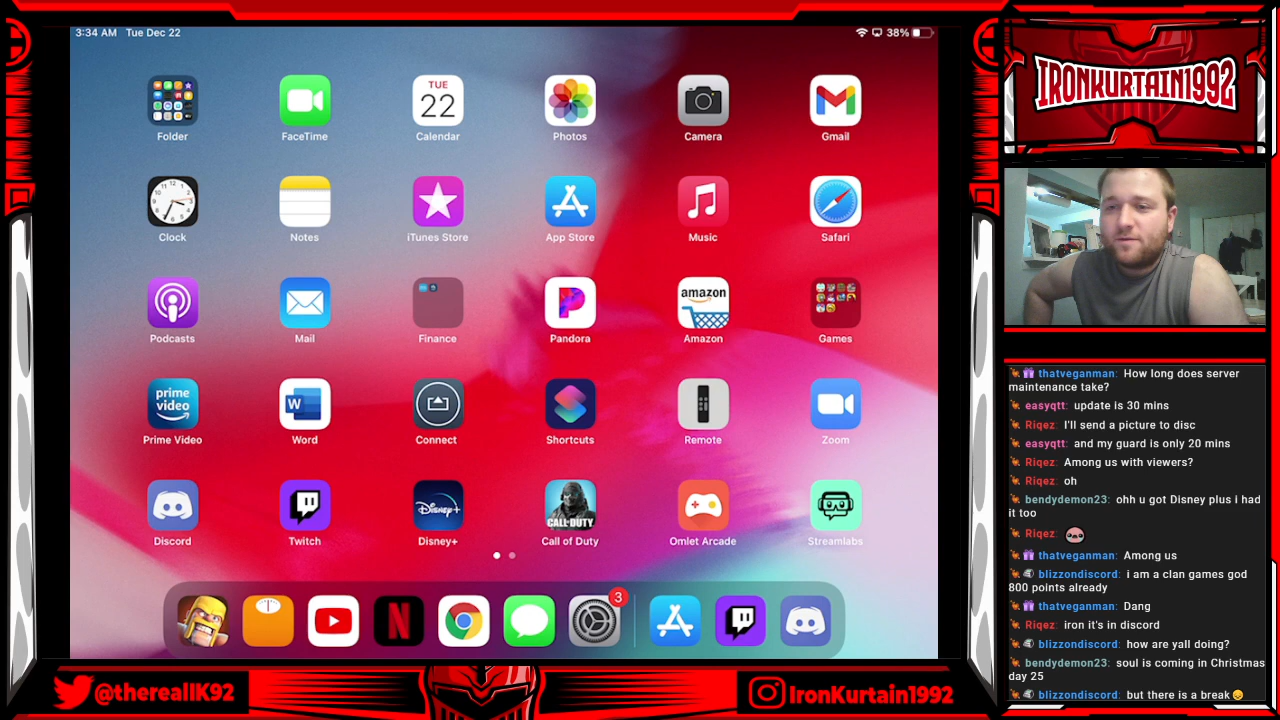 3:34 AM Tue Dec 22
38%
IRONKURTAIN1992
TUE
22
Folder
FaceTime
Calendar
Photos
Camera
Gmail
Clock
Notes
iTunes Store
App Store
Music
Safari
amazon
Podcasts
Mail
Finance
Pandora
Amazon
Games
prime
video
W
Prime Video
Word
Connect
Shortcuts
Remote
Zoom
Disney+
CALL OF DUTY
Discord
Twitch
Disney+
Call of Duty
Omlet Arcade
Streamlabs
3
thatveganman: How long does server
maintenance take?
easyqtt: update is 30 mins
Riqez: I'll send a picture to disc
easyqtt: and my guard is only 20 mins
Riqez: Among us with viewers?
Riqez: oh
bendydemon23: ohh u got Disney plus i had
it too
Riqez:
thatveganman: Among us
blizzondiscord: i am a clan games god
800 points already
thatveganman: Dang
Riqez: iron it's in discord
blizzondiscord: how are yall doing?
bendydemon23: soul is coming in Christmas
day 25
blizzondiscord: but there is a break
@therealIK92
IronKurtain1992